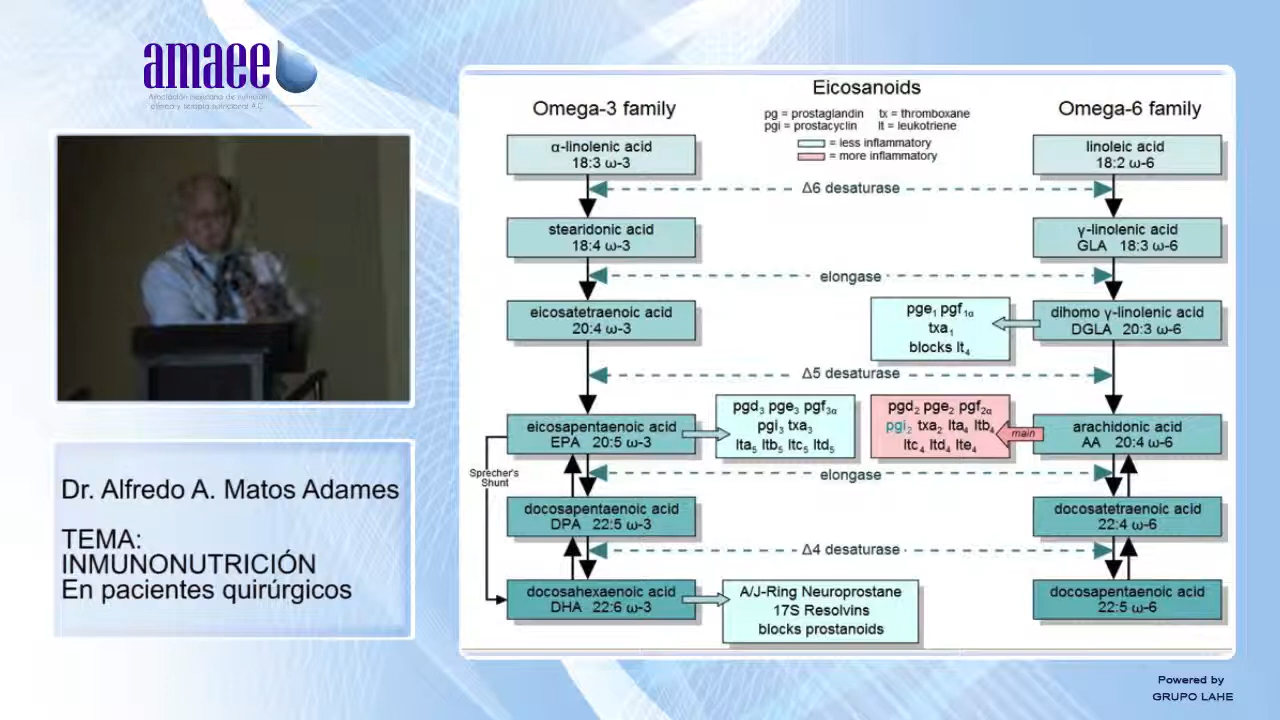 amaee
Asociación mexicana de nutrición
clínica y terapia nutricional A.C.
Dr. Alfredo A. Matos Adames
TEMA:
INMUNONUTRICIÓN
En pacientes quirúrgicos
Eicosanoids
Omega-3 family
Omega-6 family
pg = prostaglandin tx = thromboxane
pgi = prostacyclin lt = leukotriene
= less inflammatory
= more inflammatory
α-linolenic acid
18:3 ω-3
linoleic acid
18:2 ω-6
Δ6 desaturase
stearidonic acid
18:4 ω-3
γ-linolenic acid
GLA 18:3 ω-6
elongase
eicosatetraenoic acid
20:4 ω-3
pge₁ pgf₁α
txa₁
blocks lt₄
dihomo γ-linolenic acid
DGLA 20:3 ω-6
Δ5 desaturase
eicosapentaenoic acid
EPA 20:5 ω-3
pgd₃ pge₃ pgf₃α
pgi₃ txa₃
lta₅ ltb₅ ltc₅ ltd₅
pgd₂ pge₂ pgf₂α
pgi₂ txa₂ lta₄ ltb₄
ltc₄ ltd₄ lte₄
main
arachidonic acid
AA 20:4 ω-6
Sprecher's
Shunt
elongase
docosapentaenoic acid
DPA 22:5 ω-3
docosatetraenoic acid
22:4 ω-6
Δ4 desaturase
docosahexaenoic acid
DHA 22:6 ω-3
A/J-Ring Neuroprostane
17S Resolvins
blocks prostanoids
docosapentaenoic acid
22:5 ω-6
Powered by
GRUPO LAHE